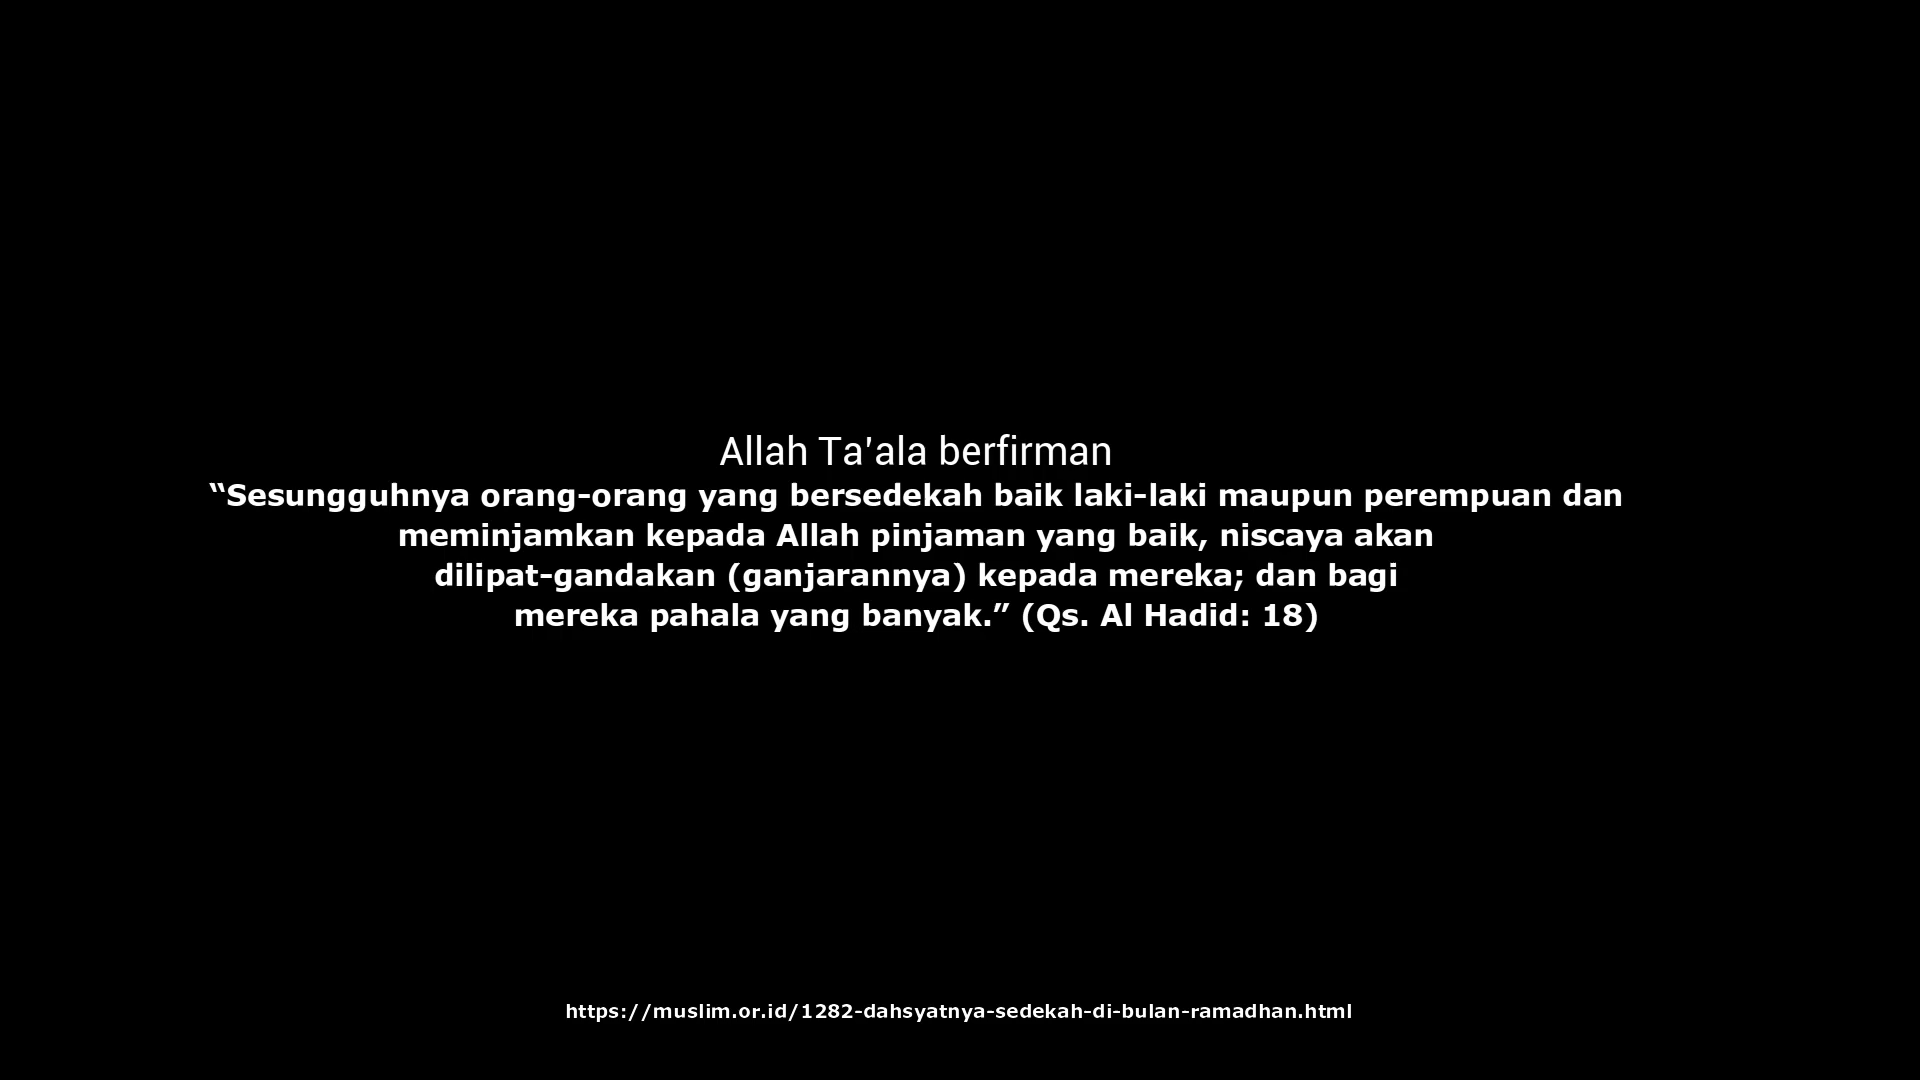 Allah Ta'ala berfirman
“Sesungguhnya orang-orang yang bersedekah baik laki-laki maupun perempuan dan
meminjamkan kepada Allah pinjaman yang baik, niscaya akan
dilipat-gandakan (ganjarannya) kepada mereka; dan bagi
mereka pahala yang banyak.” (Qs. Al Hadid: 18)
https://muslim.or.id/1282-dahsyatnya-sedekah-di-bulan-ramadhan.html